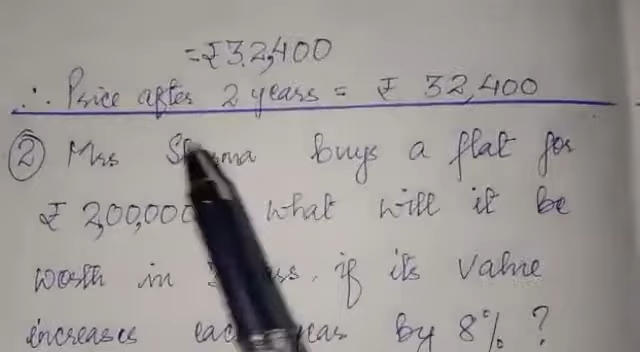 = ₹32,400
∴ Price after 2 years = ₹ 32,400
② Mrs buys a flat for
₹ 2,00,000 what will it be
worth in if its value
increases by 8% ?